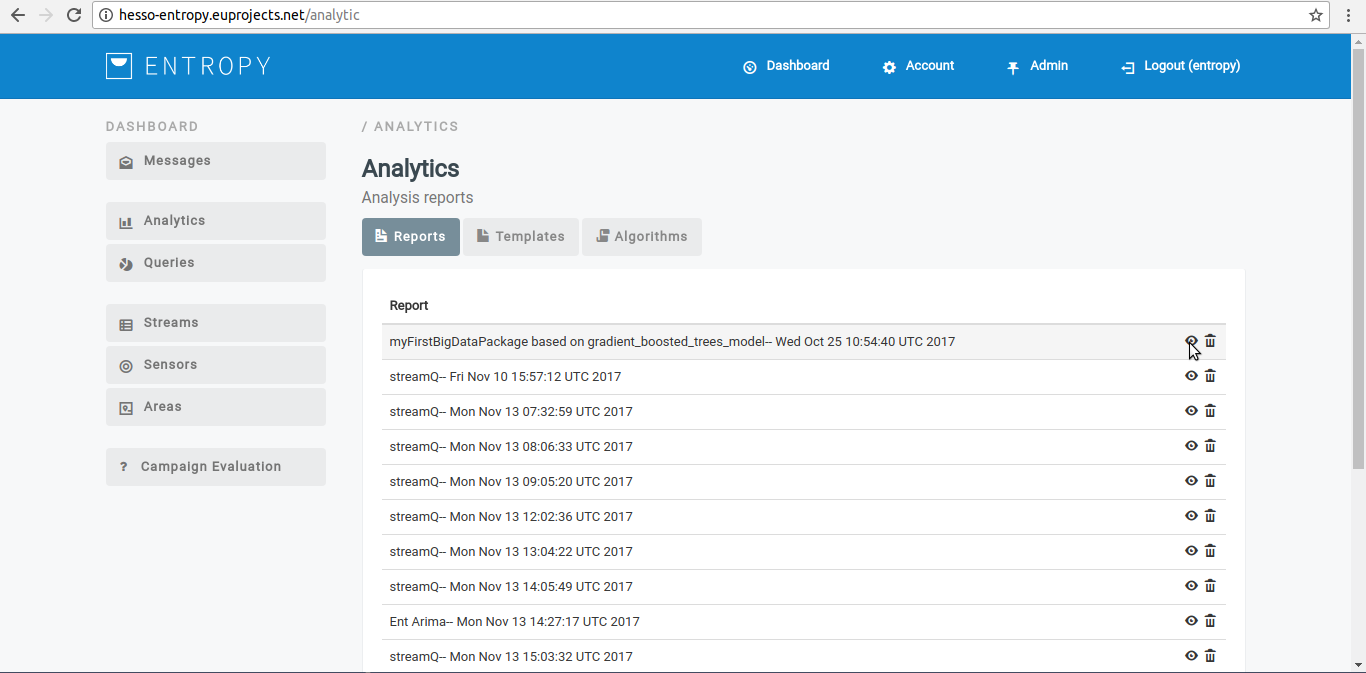 hesso-entropy.euprojects.net/analytic
ENTROPY
Dashboard
Account
Admin
Logout (entropy)
DASHBOARD
Messages
Analytics
Queries
Streams
Sensors
Areas
? Campaign Evaluation
/ ANALYTICS
Analytics
Analysis reports
Reports
Templates
Algorithms
Report
myFirstBigDataPackage based on gradient_boosted_trees_model-- Wed Oct 25 10:54:40 UTC 2017
streamQ-- Fri Nov 10 15:57:12 UTC 2017
streamQ-- Mon Nov 13 07:32:59 UTC 2017
streamQ-- Mon Nov 13 08:06:33 UTC 2017
streamQ-- Mon Nov 13 09:05:20 UTC 2017
streamQ-- Mon Nov 13 12:02:36 UTC 2017
streamQ-- Mon Nov 13 13:04:22 UTC 2017
streamQ-- Mon Nov 13 14:05:49 UTC 2017
Ent Arima-- Mon Nov 13 14:27:17 UTC 2017
streamQ-- Mon Nov 13 15:03:32 UTC 2017